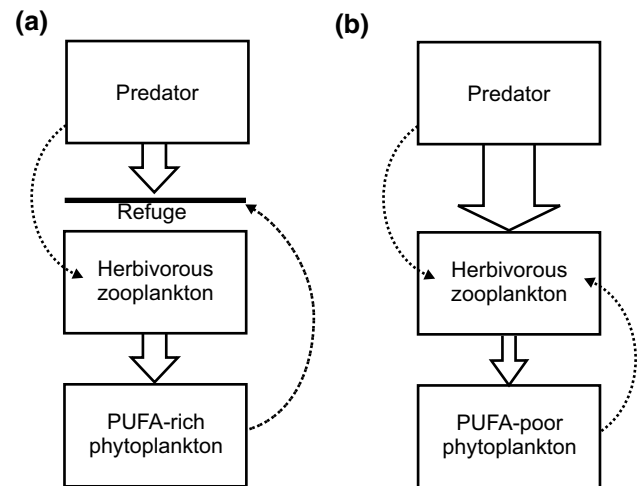 (a)
Predator
Refuge
Herbivorous
zooplankton
PUFA-rich
phytoplankton
(b)
Predator
Herbivorous
zooplankton
PUFA-poor
phytoplankton